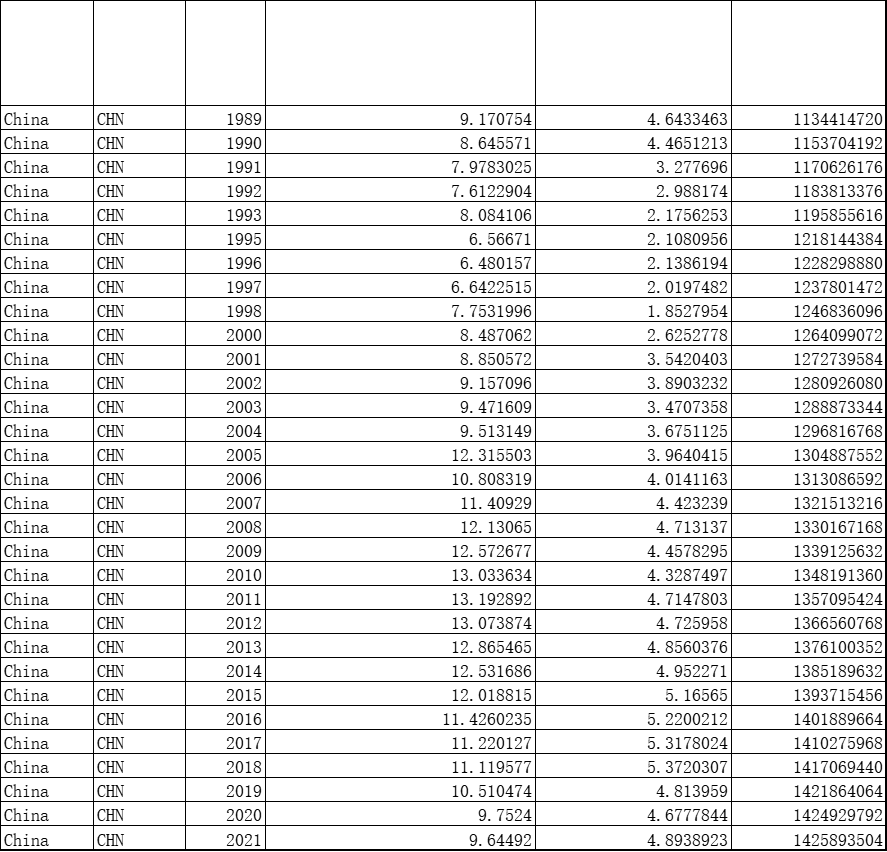 China CHN 1989 9.170754 4.6433463 1134414720
China CHN 1990 8.645571 4.4651213 1153704192
China CHN 1991 7.9783025 3.277696 1170626176
China CHN 1992 7.6122904 2.988174 1183813376
China CHN 1993 8.084106 2.1756253 1195855616
China CHN 1995 6.56671 2.1080956 1218144384
China CHN 1996 6.480157 2.1386194 1228298880
China CHN 1997 6.6422515 2.0197482 1237801472
China CHN 1998 7.7531996 1.8527954 1246836096
China CHN 2000 8.487062 2.6252778 1264099072
China CHN 2001 8.850572 3.5420403 1272739584
China CHN 2002 9.157096 3.8903232 1280926080
China CHN 2003 9.471609 3.4707358 1288873344
China CHN 2004 9.513149 3.6751125 1296816768
China CHN 2005 12.315503 3.9640415 1304887552
China CHN 2006 10.808319 4.0141163 1313086592
China CHN 2007 11.40929 4.423239 1321513216
China CHN 2008 12.13065 4.713137 1330167168
China CHN 2009 12.572677 4.4578295 1339125632
China CHN 2010 13.033634 4.3287497 1348191360
China CHN 2011 13.192892 4.7147803 1357095424
China CHN 2012 13.073874 4.725958 1366560768
China CHN 2013 12.865465 4.8560376 1376100352
China CHN 2014 12.531686 4.952271 1385189632
China CHN 2015 12.018815 5.16565 1393715456
China CHN 2016 11.4260235 5.2200212 1401889664
China CHN 2017 11.220127 5.3178024 1410275968
China CHN 2018 11.119577 5.3720307 1417069440
China CHN 2019 10.510474 4.813959 1421864064
China CHN 2020 9.7524 4.6777844 1424929792
China CHN 2021 9.64492 4.8938923 1425893504